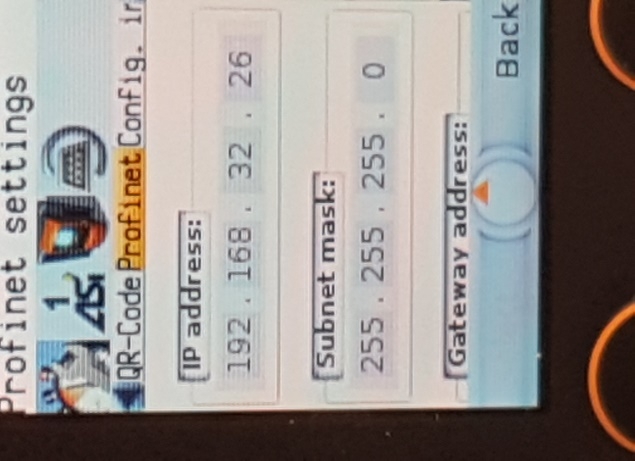 Profinet settings
1
ASi
QR-Code Profinet Config. in
IP address:
192 . 168 . 32 . 26
Subnet mask:
255 . 255 . 255 . 0
Gateway address:
Back